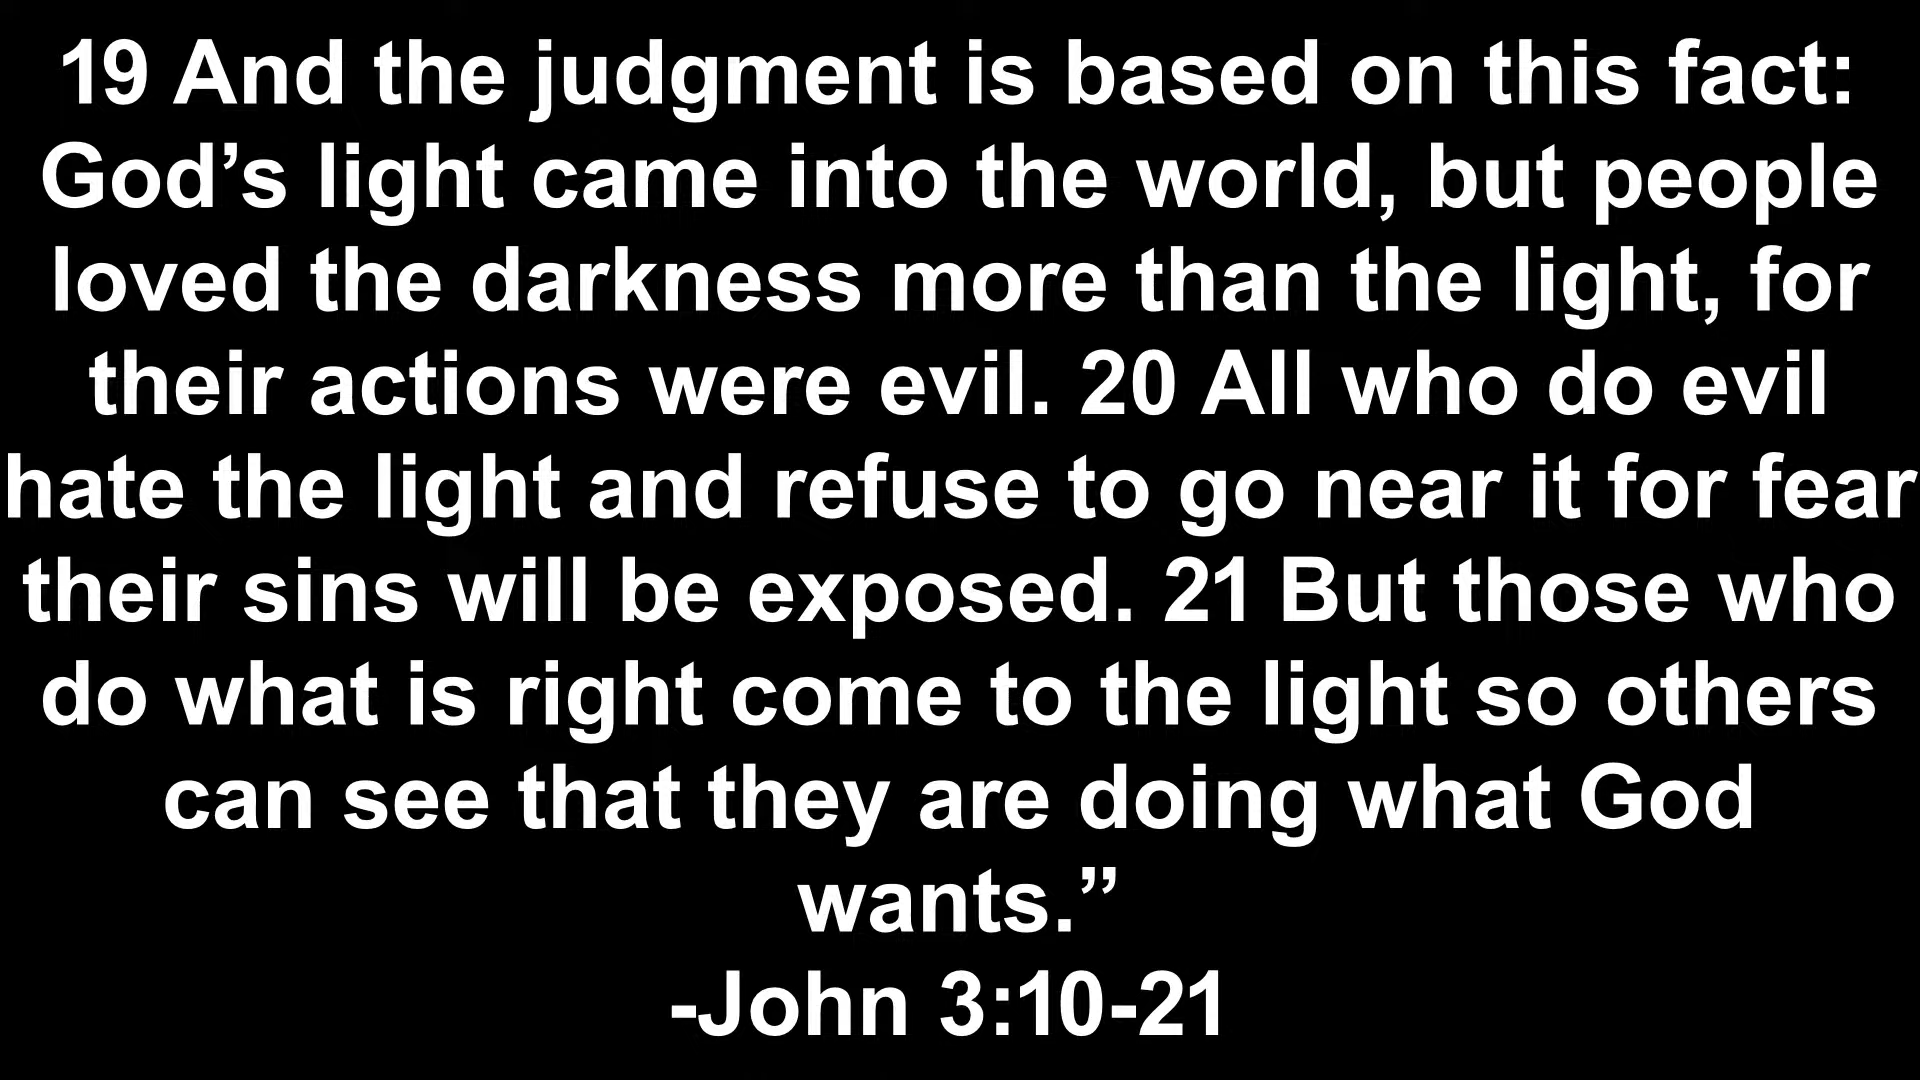 19 And the judgment is based on this fact:
God’s light came into the world, but people
loved the darkness more than the light, for
their actions were evil. 20 All who do evil
hate the light and refuse to go near it for fear
their sins will be exposed. 21 But those who
do what is right come to the light so others
can see that they are doing what God
wants.”
-John 3:10-21